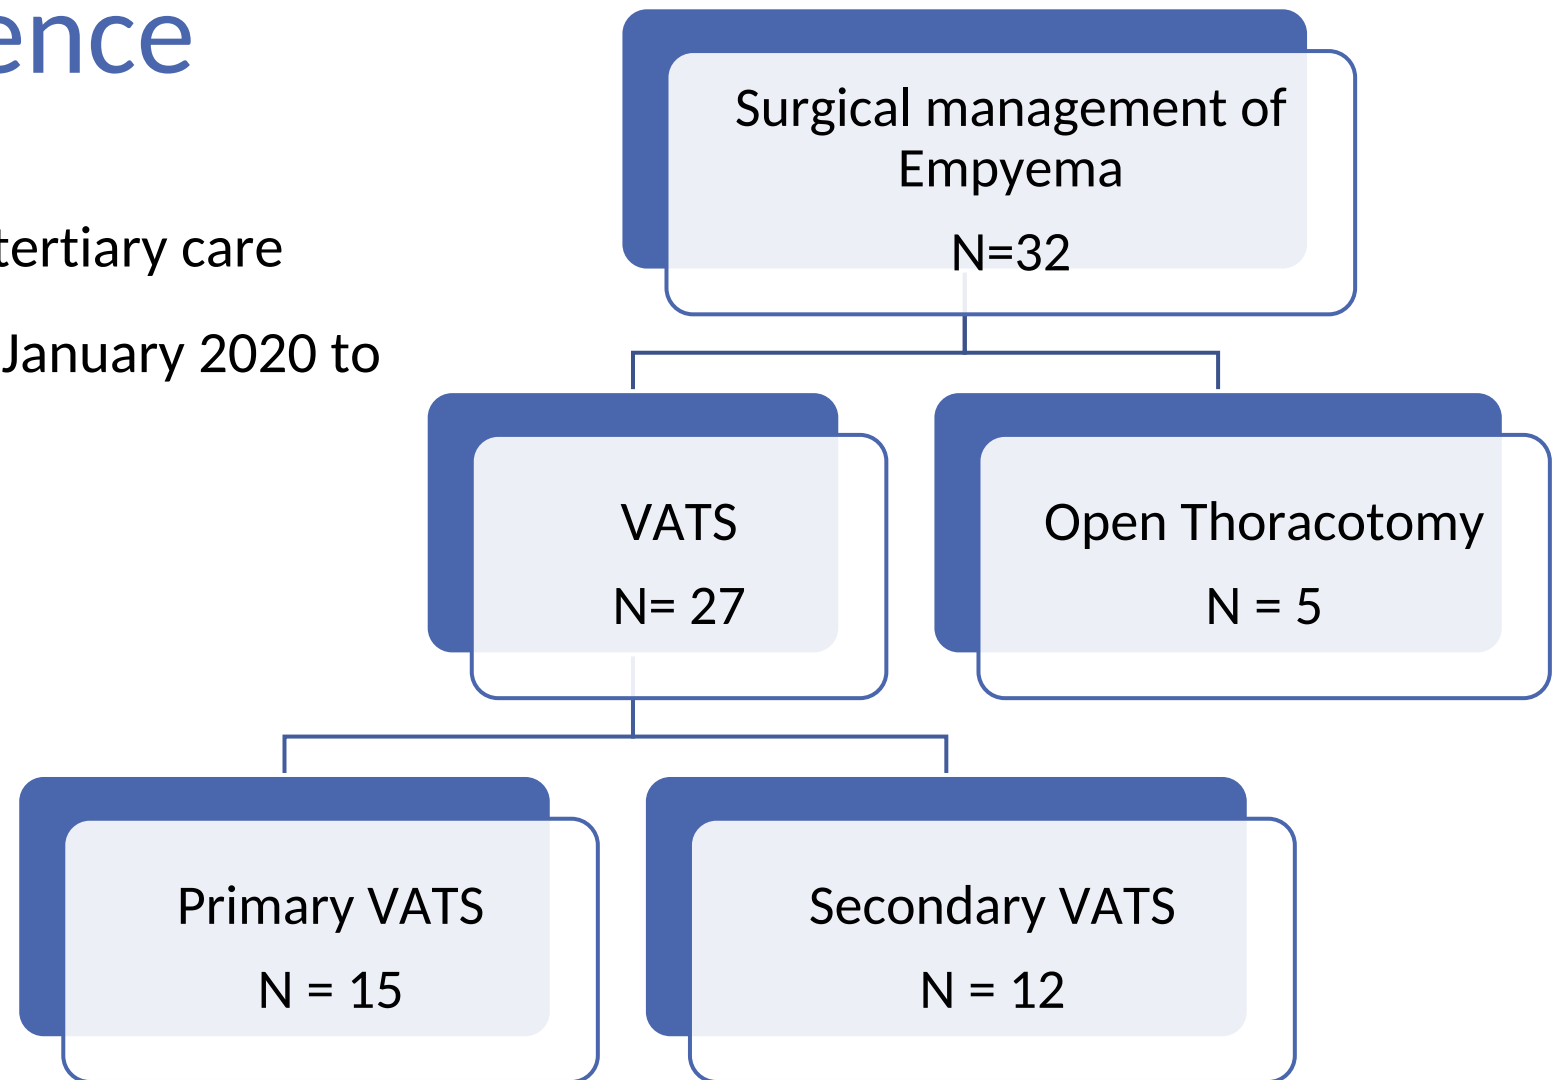 ence
tertiary care
January 2020 to
Surgical management of
Empyema
N=32
VATS
N= 27
Open Thoracotomy
N = 5
Primary VATS
N = 15
Secondary VATS
N = 12